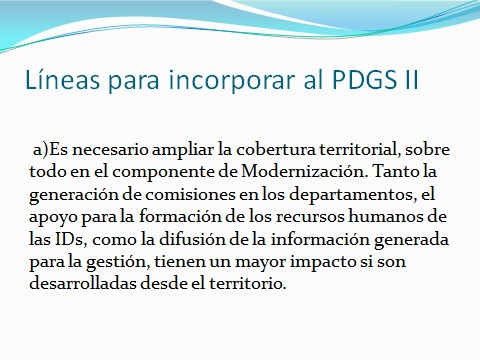 Líneas para incorporar al PDGS II
a)Es necesario ampliar la cobertura territorial, sobre
todo en el componente de Modernización. Tanto la
generación de comisiones en los departamentos, el
apoyo para la formación de los recursos humanos de
las IDs, como la difusión de la información generada
para la gestión, tienen un mayor impacto si son
desarrolladas desde el territorio.